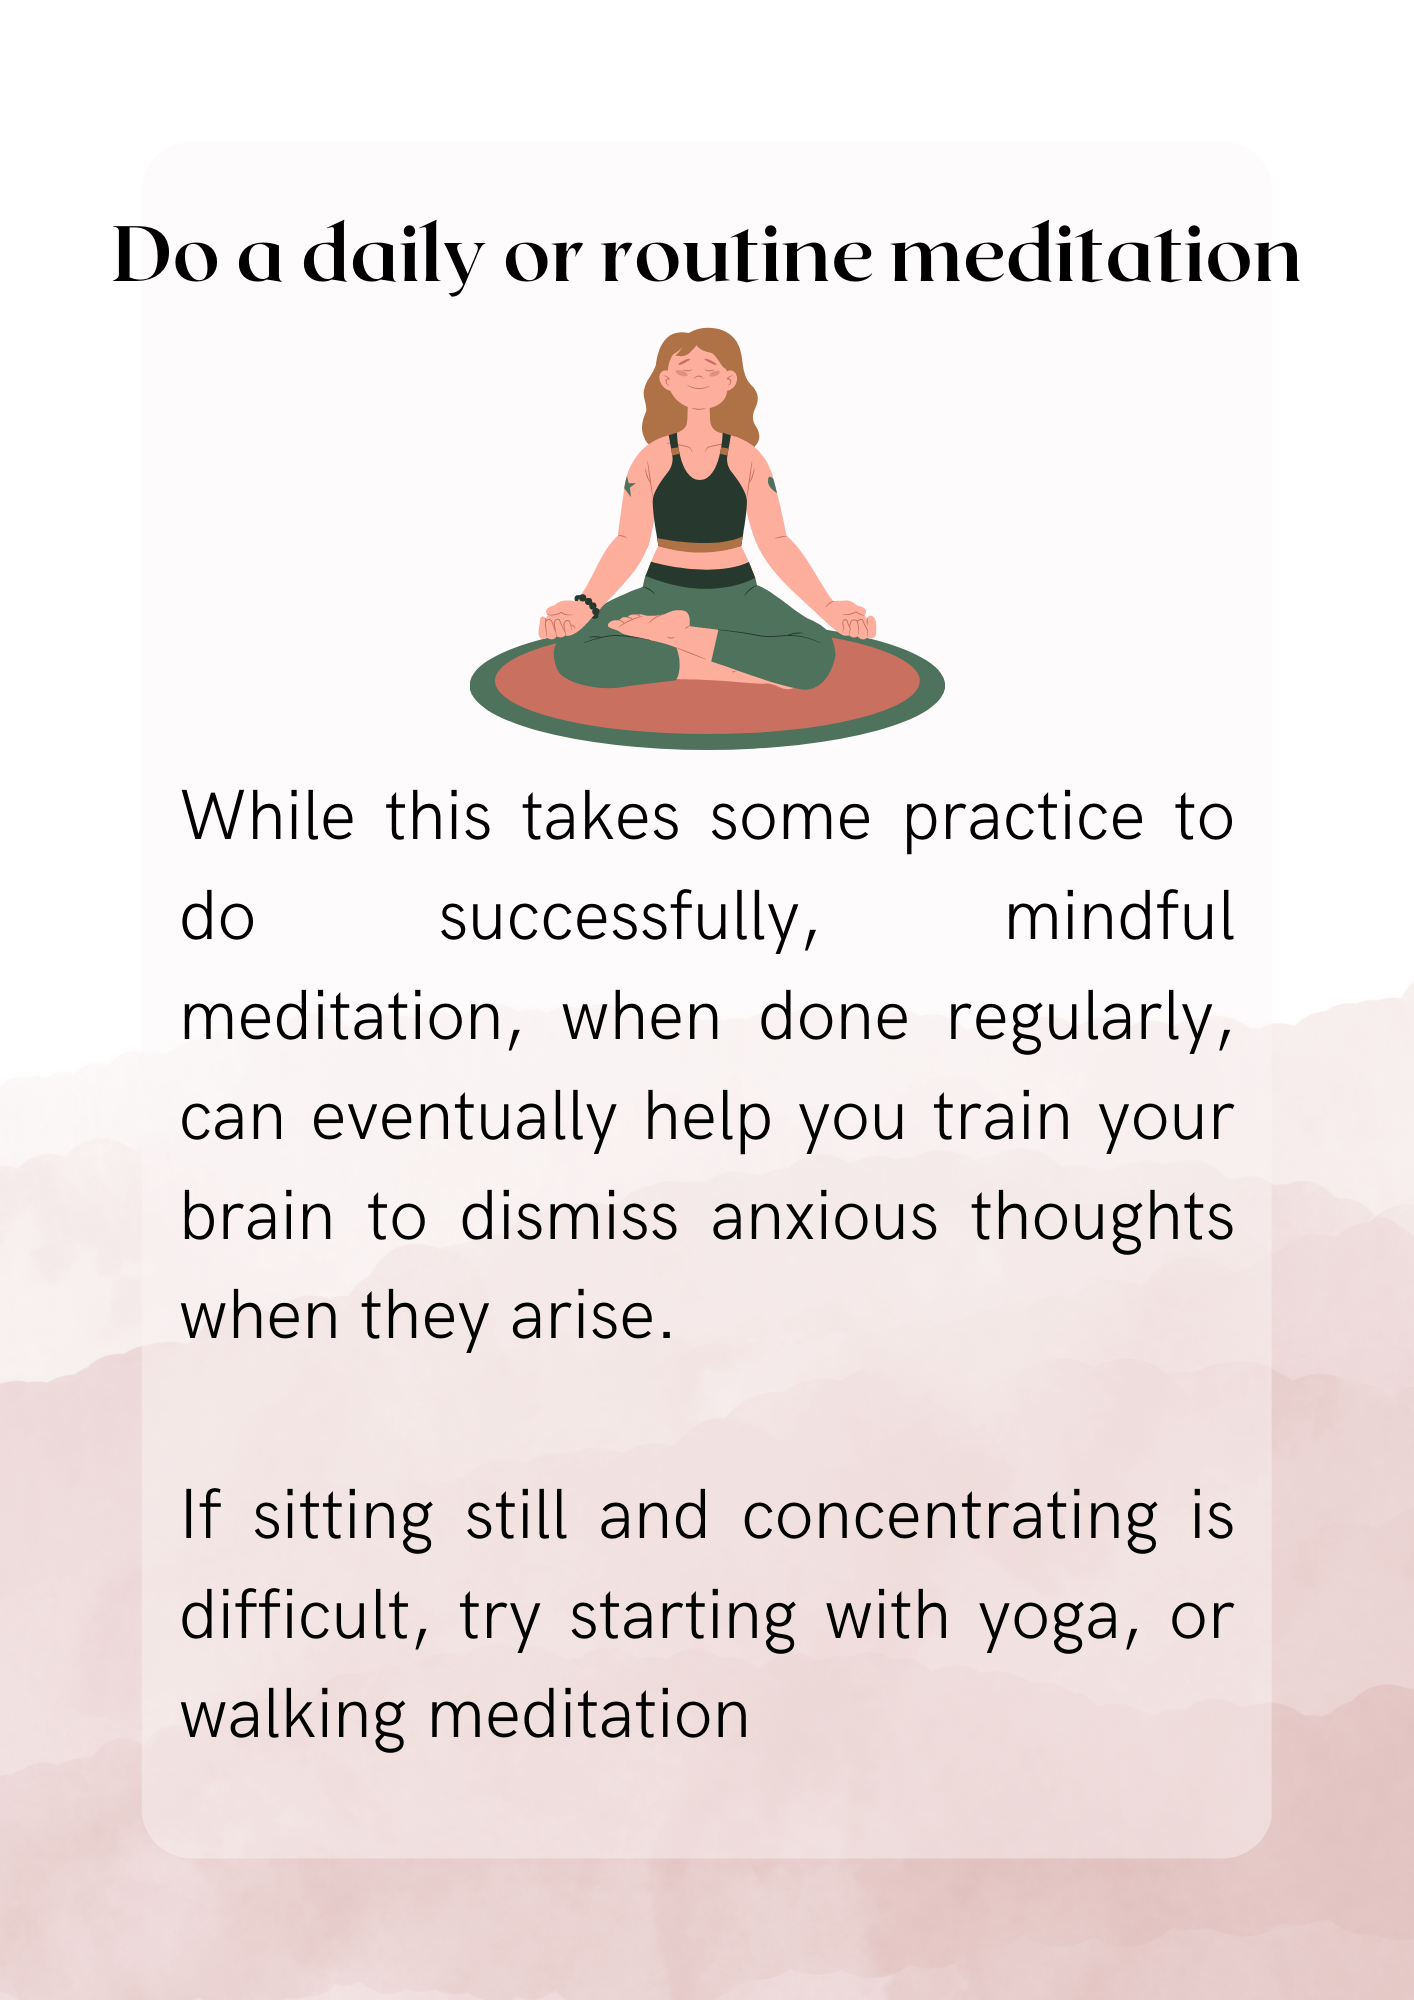 Do a daily or routine meditation
While this takes some practice to
do successfully, mindful
meditation, when done regularly,
can eventually help you train your
brain to dismiss anxious thoughts
when they arise.
If sitting still and concentrating is
difficult, try starting with yoga, or
walking meditation